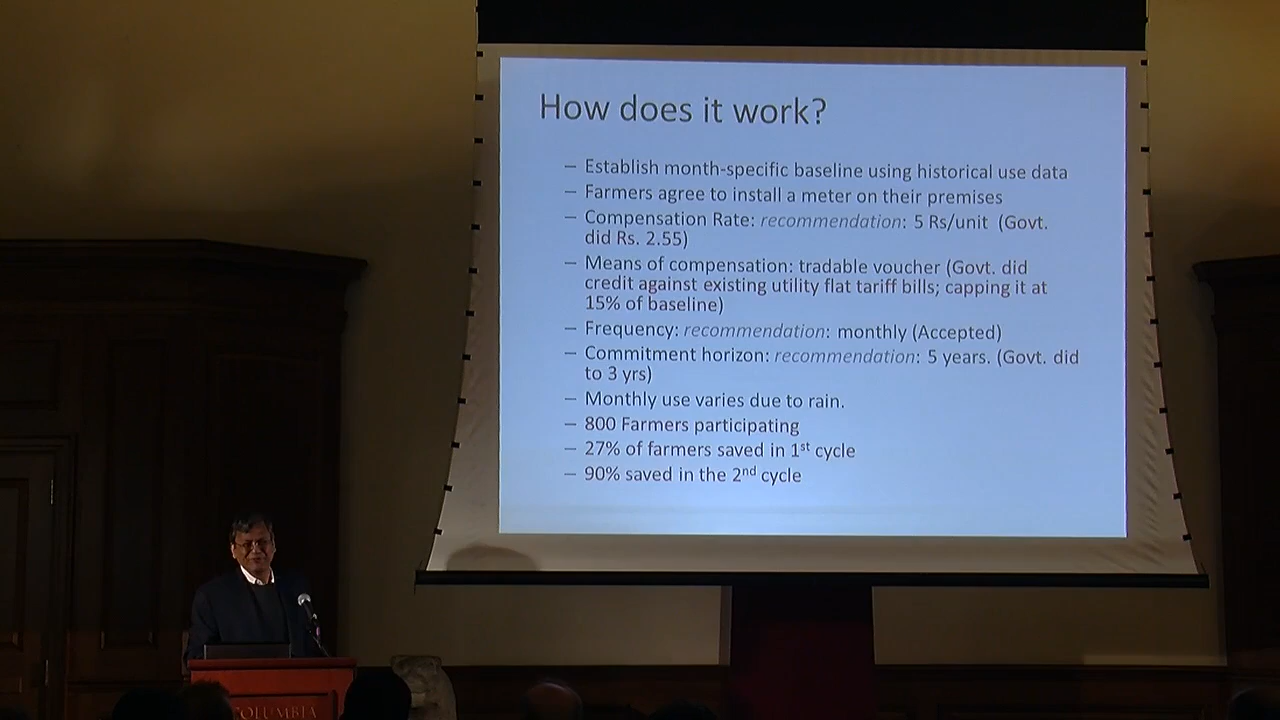 How does it work?
– Establish month-specific baseline using historical use data
– Farmers agree to install a meter on their premises
– Compensation Rate: recommendation: 5 Rs/unit (Govt.
did Rs. 2.55)
– Means of compensation: tradable voucher (Govt. did
credit against existing utility flat tariff bills; capping it at
15% of baseline)
– Frequency: recommendation: monthly (Accepted)
– Commitment horizon: recommendation: 5 years. (Govt. did
to 3 yrs)
– Monthly use varies due to rain.
– 800 Farmers participating
– 27% of farmers saved in 1st cycle
– 90% saved in the 2nd cycle
COLUMBIA